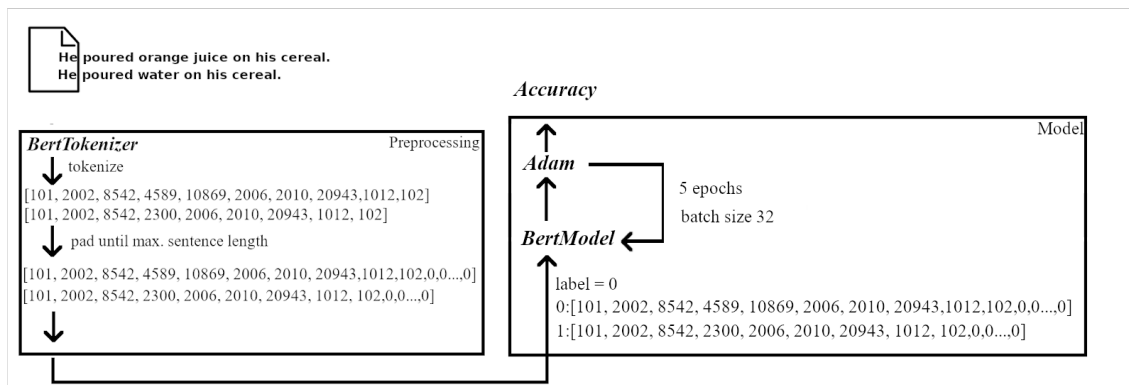 He poured orange juice on his cereal.
He poured water on his cereal.
BertTokenizer
Preprocessing
tokenize
[101, 2002, 8542, 4589, 10869, 2006, 2010, 20943,1012,102]
[101, 2002, 8542, 2300, 2006, 2010, 20943, 1012, 102]
pad until max. sentence length
[101, 2002, 8542, 4589, 10869, 2006, 2010, 20943,1012,102,0,0...,0]
[101, 2002, 8542, 2300, 2006, 2010, 20943, 1012, 102,0,0...,0]
Accuracy
Model
Adam
5 epochs
batch size 32
BertModel
label = 0
0:[101, 2002, 8542, 4589, 10869, 2006, 2010, 20943,1012,102,0,0...,0]
1:[101, 2002, 8542, 2300, 2006, 2010, 20943, 1012, 102,0,0...,0]